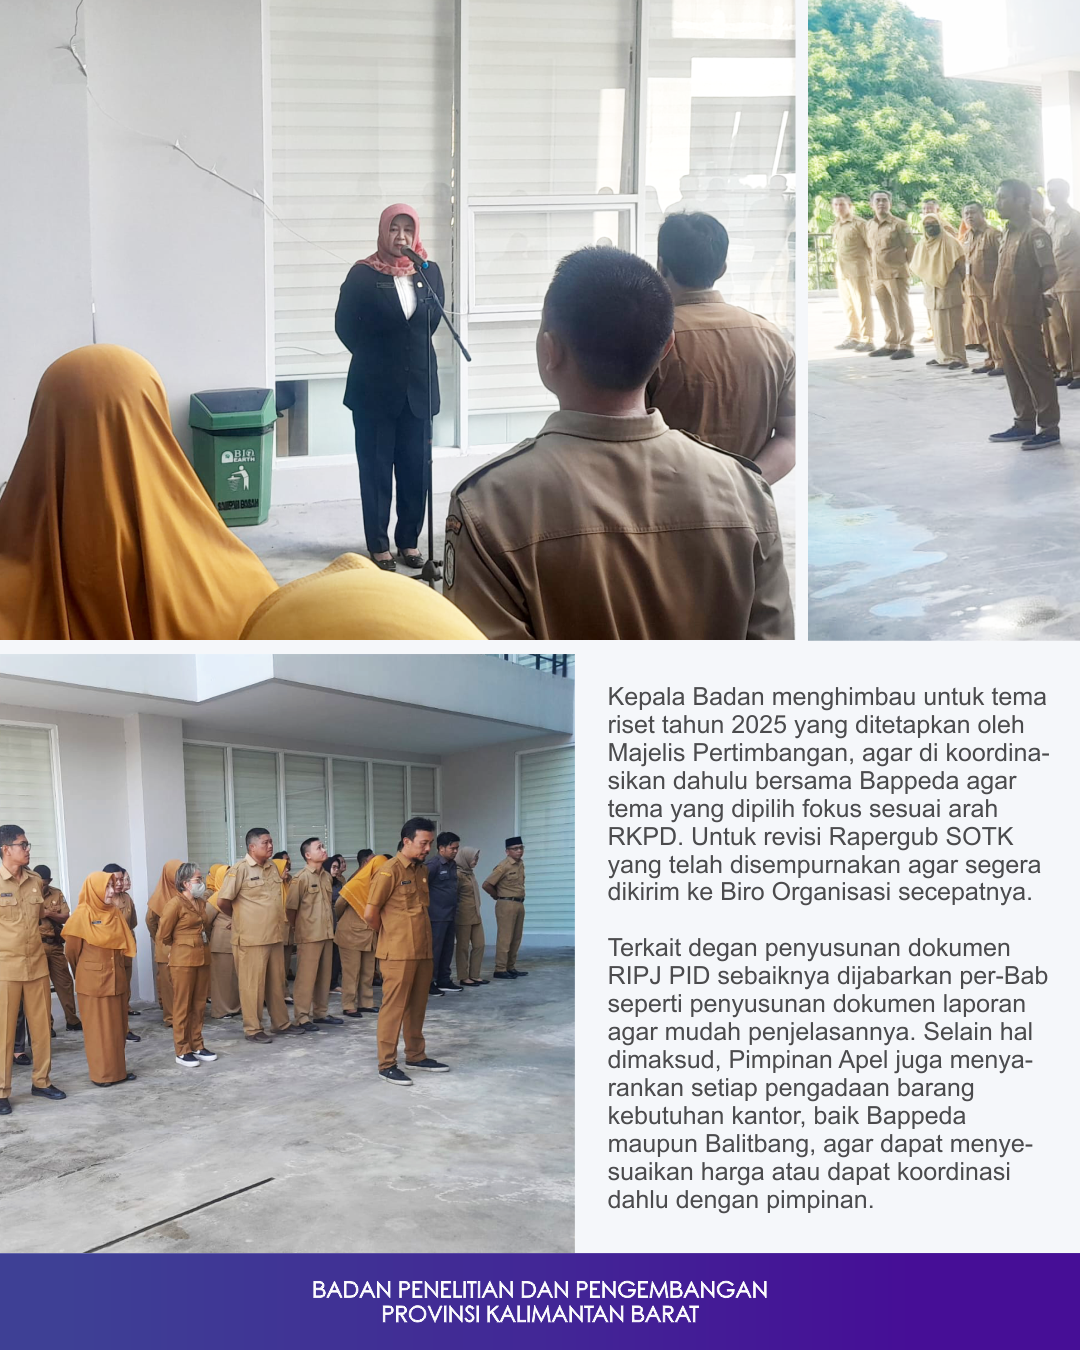 BIO
EARTH
Kepala Badan menghimbau untuk tema
riset tahun 2025 yang ditetapkan oleh
Majelis Pertimbangan, agar di koordina-
sikan dahulu bersama Bappeda agar
tema yang dipilih fokus sesuai arah
RKPD. Untuk revisi Rapergub SOTK
yang telah disempurnakan agar segera
dikirim ke Biro Organisasi secepatnya.
Terkait degan penyusunan dokumen
RIPJ PID sebaiknya dijabarkan per-Bab
seperti penyusunan dokumen laporan
agar mudah penjelasannya. Selain hal
dimaksud, Pimpinan Apel juga menya-
rankan setiap pengadaan barang
kebutuhan kantor, baik Bappeda
maupun Balitbang, agar dapat menye-
suaikan harga atau dapat koordinasi
dahlu dengan pimpinan.
BADAN PENELITIAN DAN PENGEMBANGAN
PROVINSI KALIMANTAN BARAT